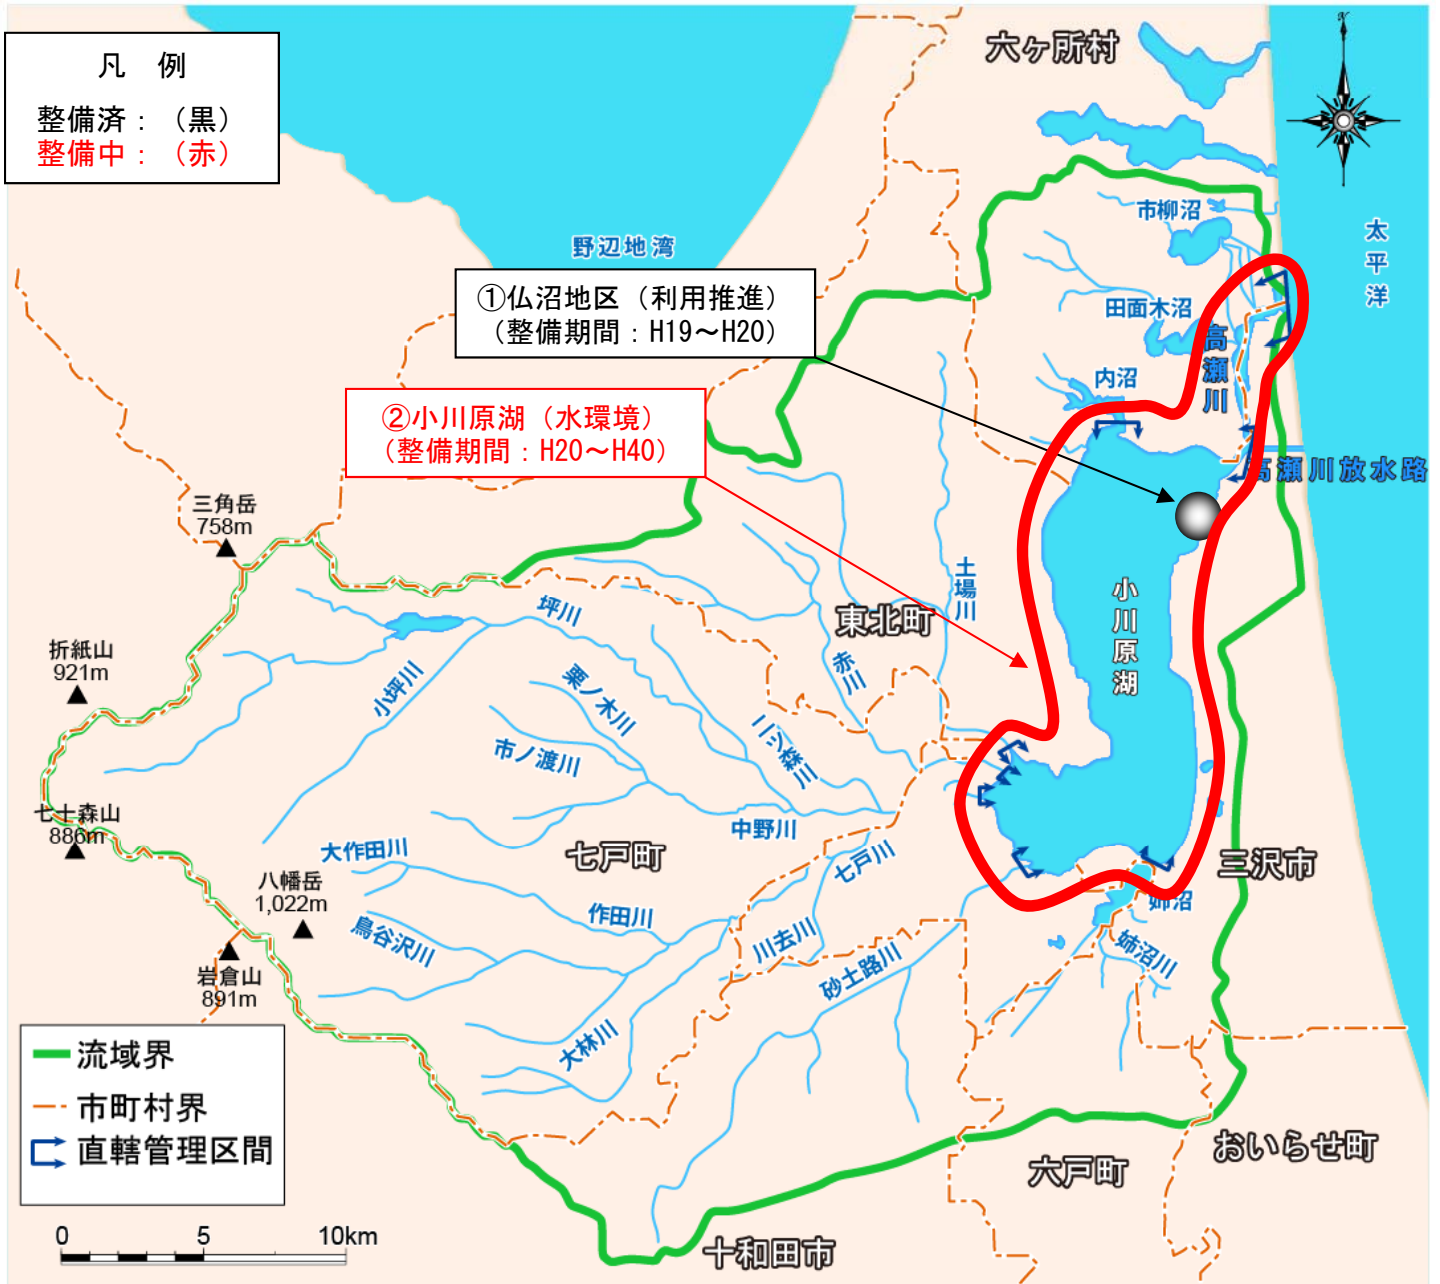 凡　例
整備済：（黒）
整備中：（赤）
N
六ヶ所村
野辺地湾
太平洋
市柳沼
田面木沼
高瀬川
内沼
高瀬川放水路
①仏沼地区（利用推進）
（整備期間：H19～H20）
②小川原湖（水環境）
（整備期間：H20～H40）
三角岳
758m
折紙山
921m
七十森山
886m
八幡岳
1,022m
岩倉山
891m
土場川
東北町
小川原湖
坪川
赤川
小坪川
栗ノ木川
二ツ森川
市ノ渡川
中野川
七戸町
大作田川
七戸川
三沢市
姉沼
作田川
鳥谷沢川
川去川
砂土路川
姉沼川
大林川
流域界
市町村界
直轄管理区間
おいらせ町
六戸町
十和田市
0 5 10km